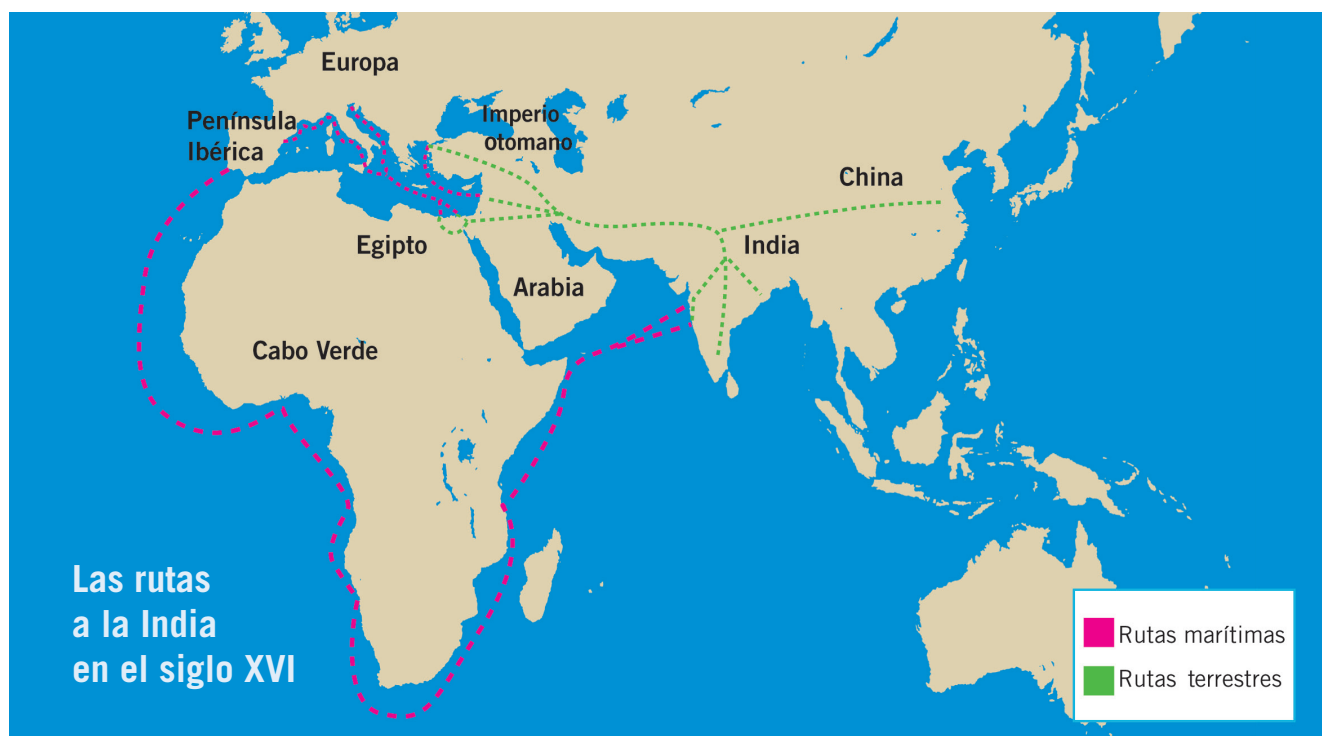 Europa
Península
Ibérica
Imperio
otomano
China
Egipto
India
Arabia
Cabo Verde
Las rutas
a la India
en el siglo XVI
Rutas marítimas
Rutas terrestres